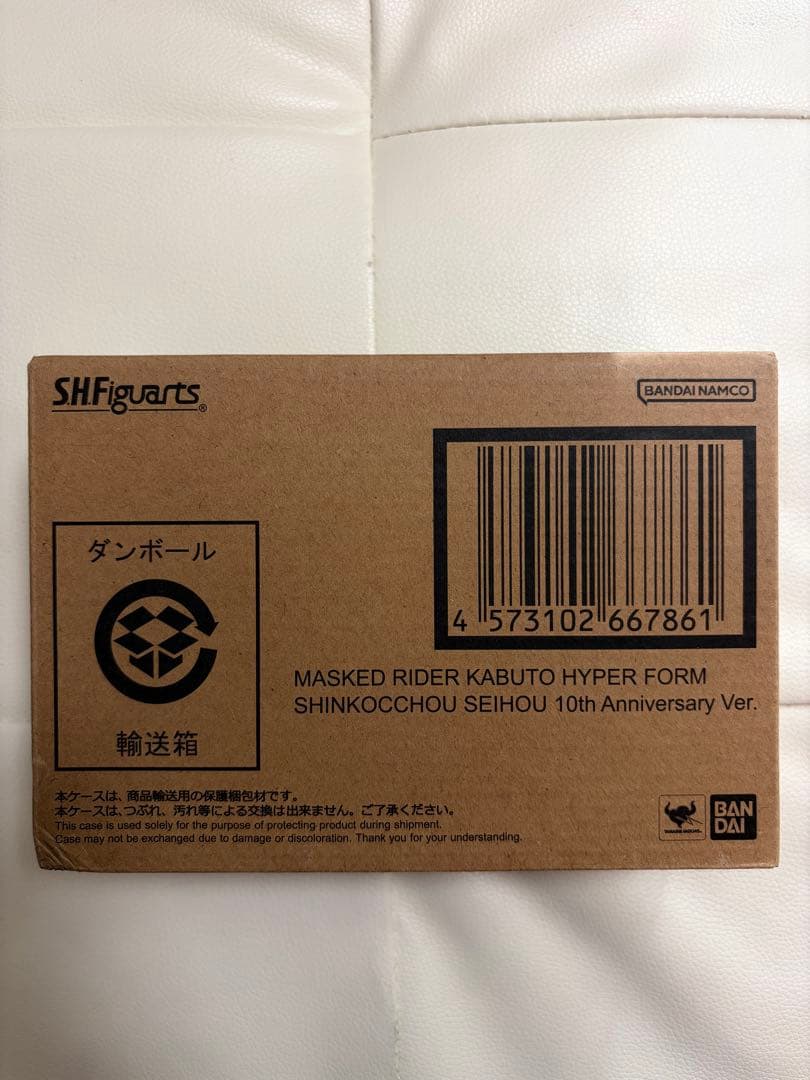 S.H.Figuarts®
BANDAI NAMCO
ダンボール
輸送箱
4 573102 667861
MASKED RIDER KABUTO HYPER FORM
SHINKOCCHOU SEIHOU 10th Anniversary Ver.
本ケースは、商品輸送用の保護梱包材です。
本ケースは、つぶれ、汚れ等による交換は出来ません。ご了承ください。
This case is used solely for the purpose of protecting product during shipment.
Case may not be exchanged due to damage or discoloration. Thank you for your understanding.
TAMASHII NATIONS
BAN
DAI